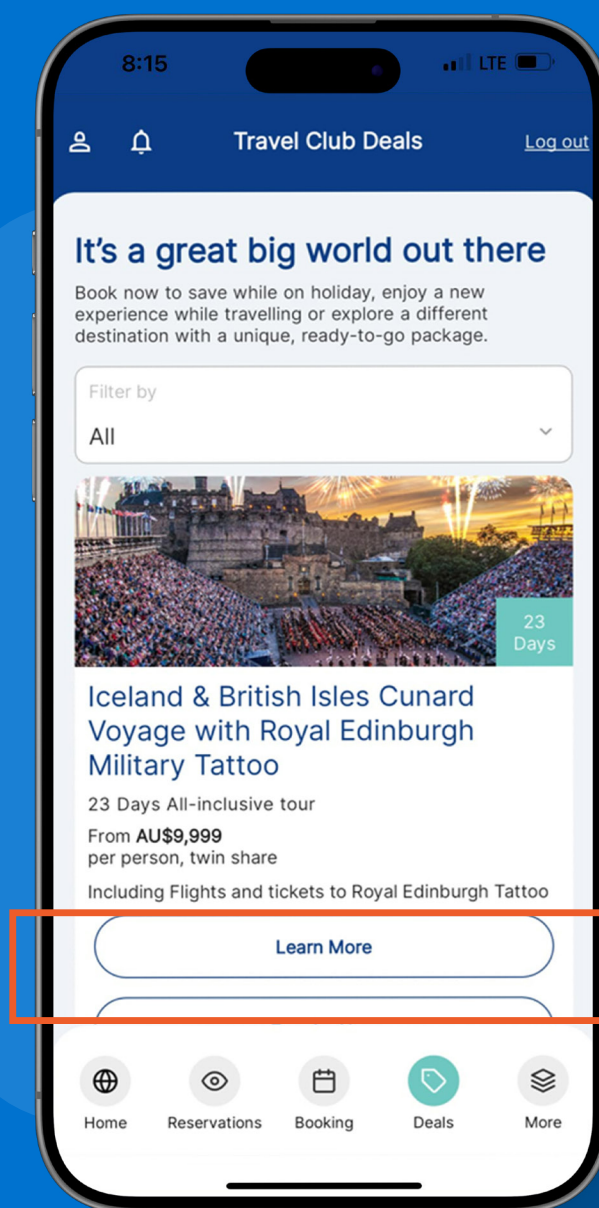 8:15
LTE
Travel Club Deals
Log out
It's a great big world out there
Book now to save while on holiday, enjoy a new
experience while travelling or explore a different
destination with a unique, ready-to-go package.
Filter by
All
23
Days
Iceland & British Isles Cunard
Voyage with Royal Edinburgh
Military Tattoo
23 Days All-inclusive tour
From AU$9,999
per person, twin share
Including Flights and tickets to Royal Edinburgh Tattoo
Learn More
Home
Reservations
Booking
Deals
More